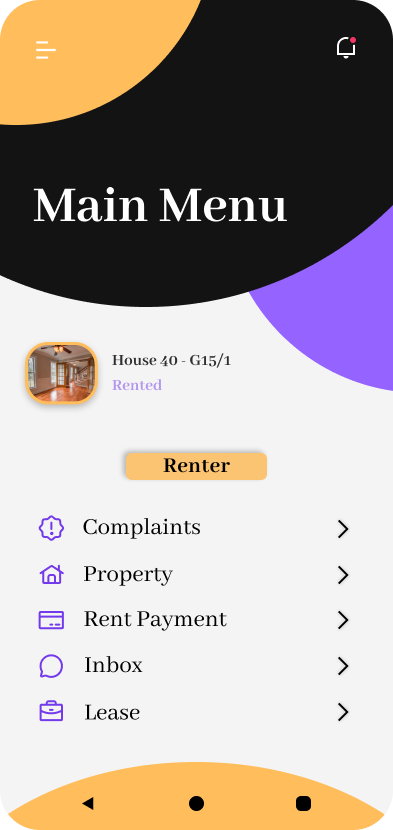 Main Menu
House 40 - G15/1
Rented
Renter
Complaints
Property
Rent Payment
Inbox
Lease